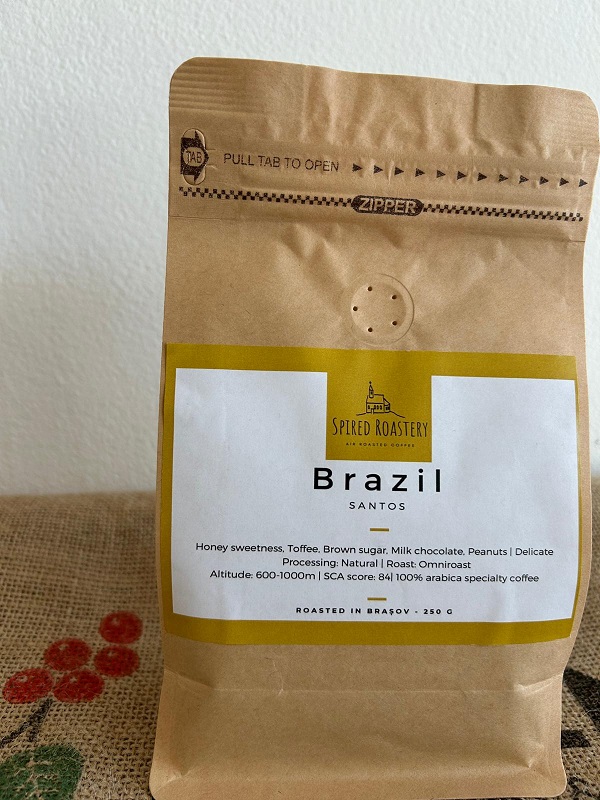 TAB
PULL TAB TO OPEN
ZIPPER
SPIRED ROASTERY
AIR ROASTED COFFEE
Brazil
SANTOS
Honey sweetness, Toffee, Brown sugar, Milk chocolate, Peanuts | Delicate
Processing: Natural | Roast: Omniroast
Altitude: 600-1000m | SCA score: 84| 100% arabica specialty coffee
ROASTED IN BRAȘOV - 250 G